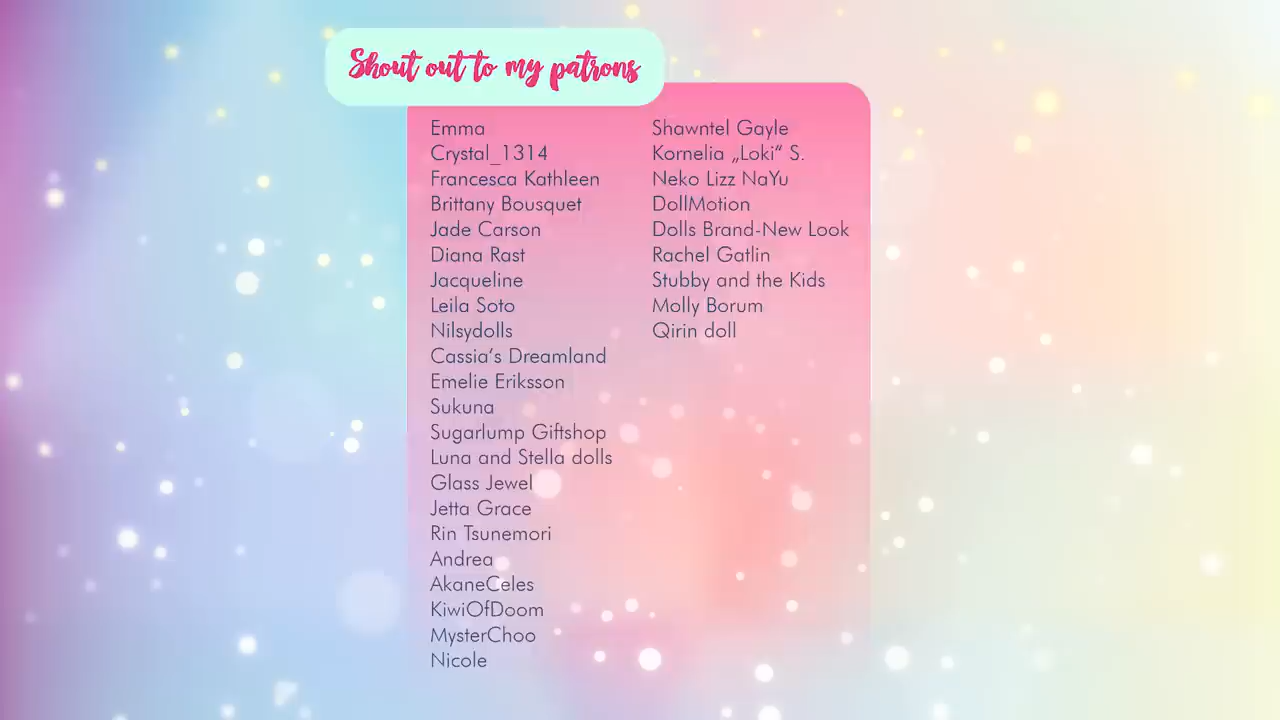 Shout out to my patrons
Emma
Crystal_1314
Francesca Kathleen
Brittany Bousquet
Jade Carson
Diana Rast
Jacqueline
Leila Soto
Nilsydolls
Cassia's Dreamland
Emelie Eriksson
Sukuna
Sugarlump Giftshop
Luna and Stella dolls
Glass Jewel
Jetta Grace
Rin Tsunemori
Andrea
AkaneCeles
KiwiOfDoom
MysterChoo
Nicole
Shawntel Gayle
Kornelia „Loki“ S.
Neko Lizz NaYu
DollMotion
Dolls Brand-New Look
Rachel Gatlin
Stubby and the Kids
Molly Borum
Qirin doll